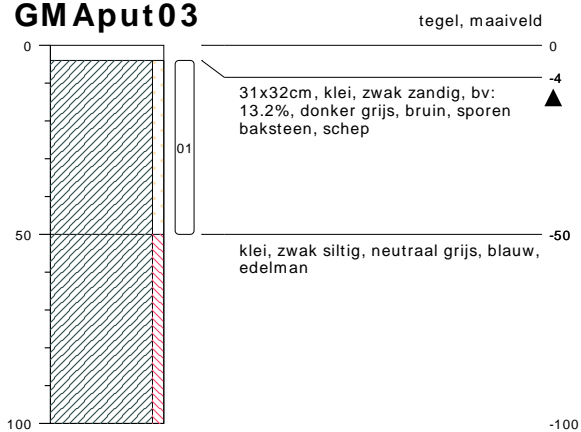 GMAput03
tegel, maaiveld
0
0
-4
31x32cm, klei, zwak zandig, bv:
13.2%, donker grijs, bruin, sporen
baksteen, schep
01
50
-50
klei, zwak siltig, neutraal grijs, blauw,
edelman
100
-100